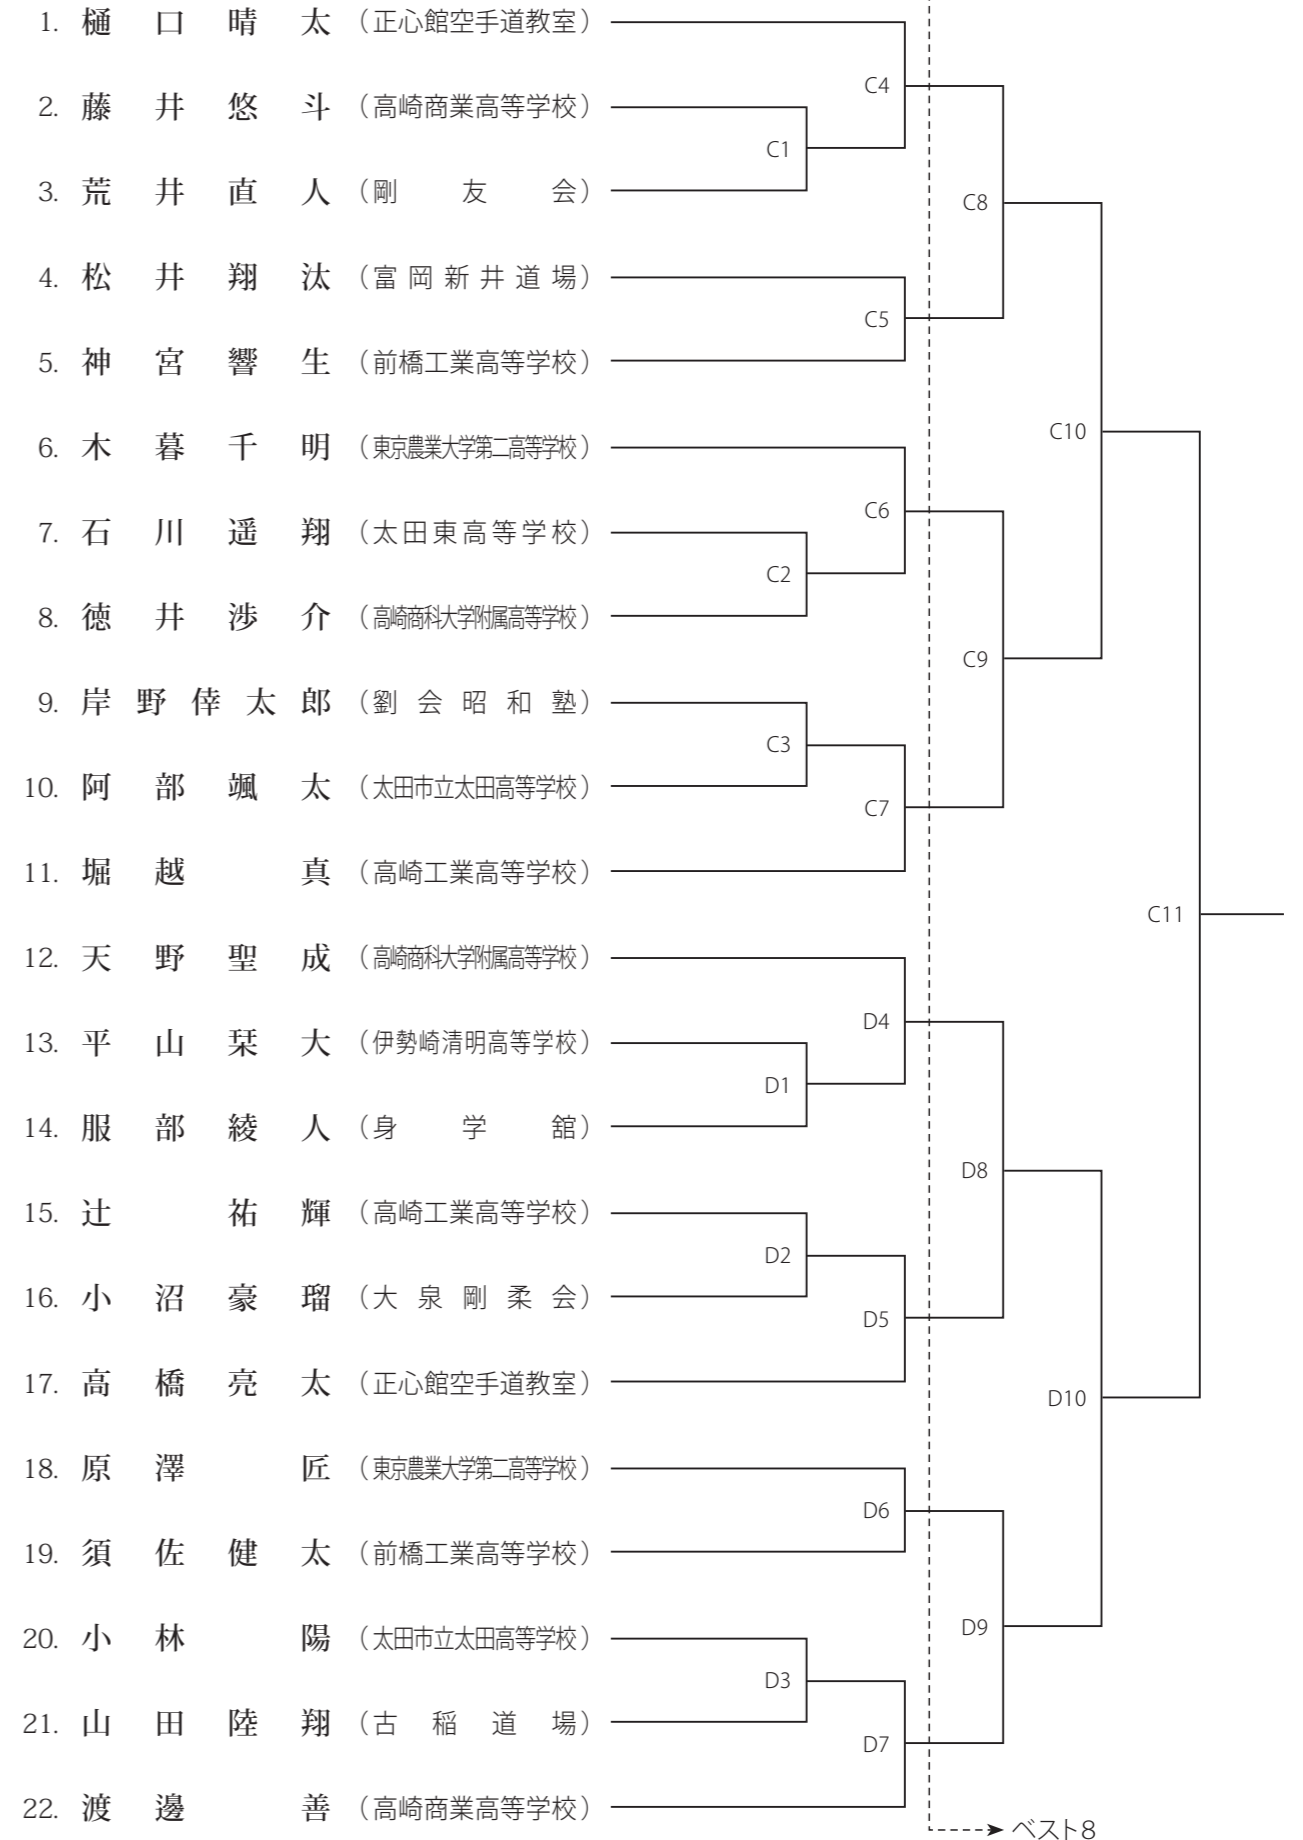 1. 樋口晴太（正心館空手道教室）
C4
2. 藤井悠斗（高崎商業高等学校）
C1
3. 荒井直人（剛友会）
C8
4. 松井翔汰（富岡新井道場）
C5
5. 神宮響生（前橋工業高等学校）
C10
6. 木暮千明（東京農業大学第二高等学校）
C6
7. 石川遥翔（太田東高等学校）
C2
8. 徳井渉介（高崎商科大学附属高等学校）
C9
9. 岸野倖太郎（劉会昭和塾）
C3
10. 阿部颯太（太田市立太田高等学校）
C7
11. 堀越真（高崎工業高等学校）
C11
12. 天野聖成（高崎商科大学附属高等学校）
D4
13. 平山栞大（伊勢崎清明高等学校）
D1
14. 服部綾人（身学舘）
D8
15. 辻祐輝（高崎工業高等学校）
D2
16. 小沼豪瑠（大泉剛柔会）
D5
17. 高橋亮太（正心館空手道教室）
D10
18. 原澤匠（東京農業大学第二高等学校）
D6
19. 須佐健太（前橋工業高等学校）
D9
20. 小林陽（太田市立太田高等学校）
D3
21. 山田陸翔（古稲道場）
D7
22. 渡邊善（高崎商業高等学校）
ベスト8